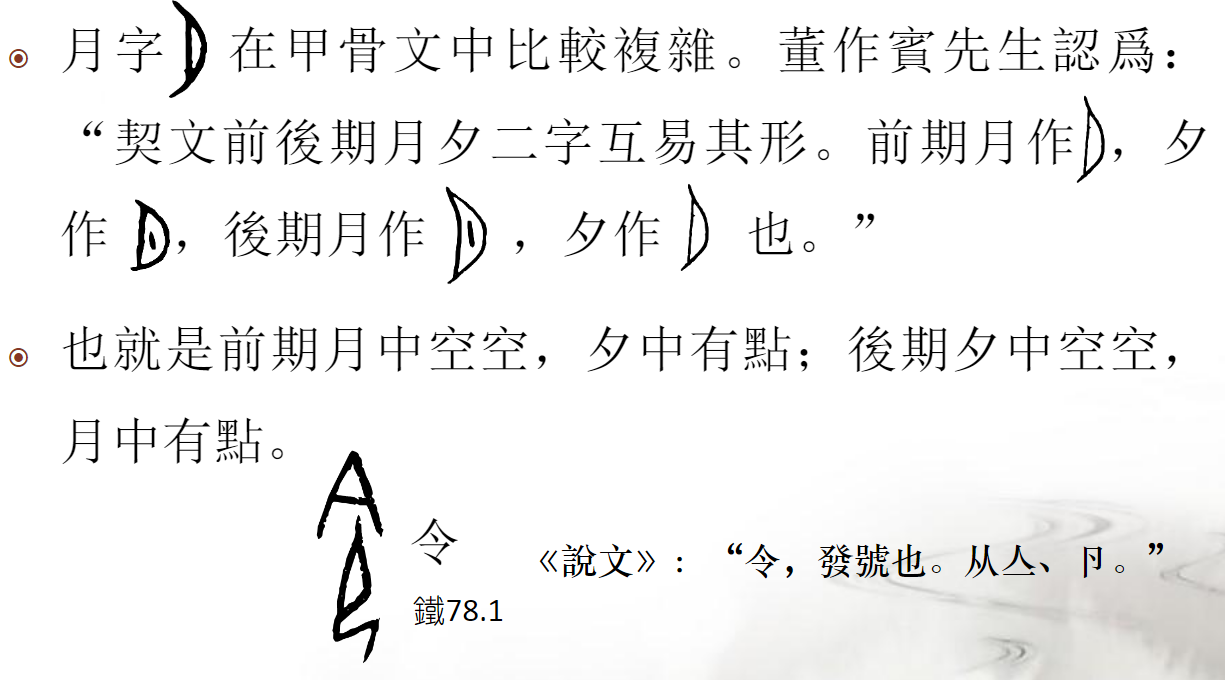 月字 在甲骨文中比較複雜。董作賓先生認爲：
“契文前後期月夕二字互易其形。前期月作 ，夕
作 ，後期月作 ，夕作 也。”
也就是前期月中空空，夕中有點；後期夕中空空，
月中有點。
令
鐵78.1
《說文》：“令，發號也。从亼、卪。”